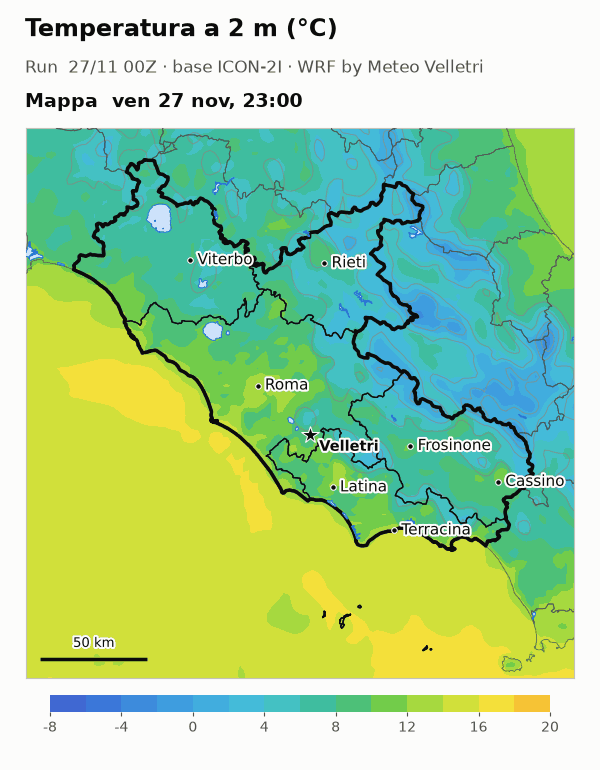 Temperatura a 2 m (°C)
Run  27/11 00Z · base ICON-2I · WRF by Meteo Velletri
Mappa  ven 27 nov, 23:00
Viterbo
Rieti
Roma
Velletri
Frosinone
Cassino
Latina
Terracina
50 km
-8 -4 0 4 8 12 16 20